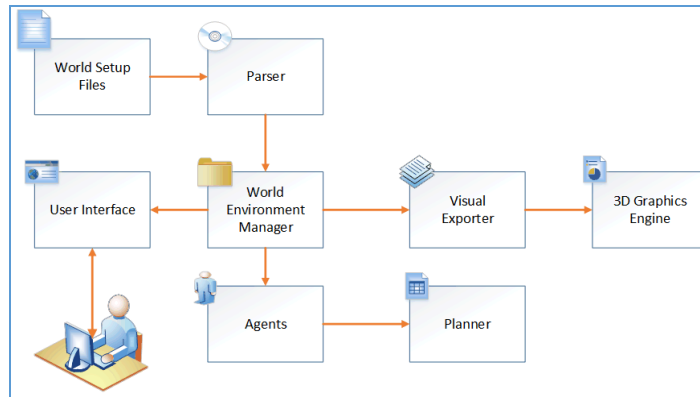 World Setup
Files
Parser
User Interface
World
Environment
Manager
Visual
Exporter
3D Graphics
Engine
Agents
Planner